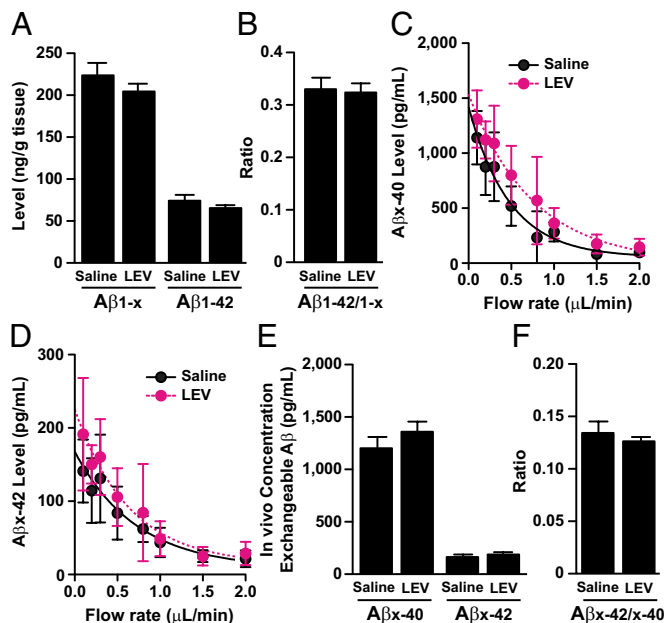 A
Level (ng/g tissue)
250
200
150
100
50
0
Saline LEV Saline LEV
Aβ1-x Aβ1-42
B
Ratio
0.4
0.3
0.2
0.1
0
Saline LEV
Aβ1-42/1-x
C
Aβx-40 Level (pg/mL)
2,000
1,500
1,000
500
0
Saline
LEV
0.0 0.5 1.0 1.5 2.0
Flow rate (μL/min)
D
Aβx-42 Level (pg/mL)
300
200
100
0
Saline
LEV
0.0 0.5 1.0 1.5 2.0
Flow rate (μL/min)
E
In vivo Concentration
Exchangeable Aβ (pg/mL)
2,000
1,500
1,000
500
0
Saline LEV Saline LEV
Aβx-40 Aβx-42
F
Ratio
0.20
0.15
0.10
0.05
0.00
Saline LEV
Aβx-42/x-40